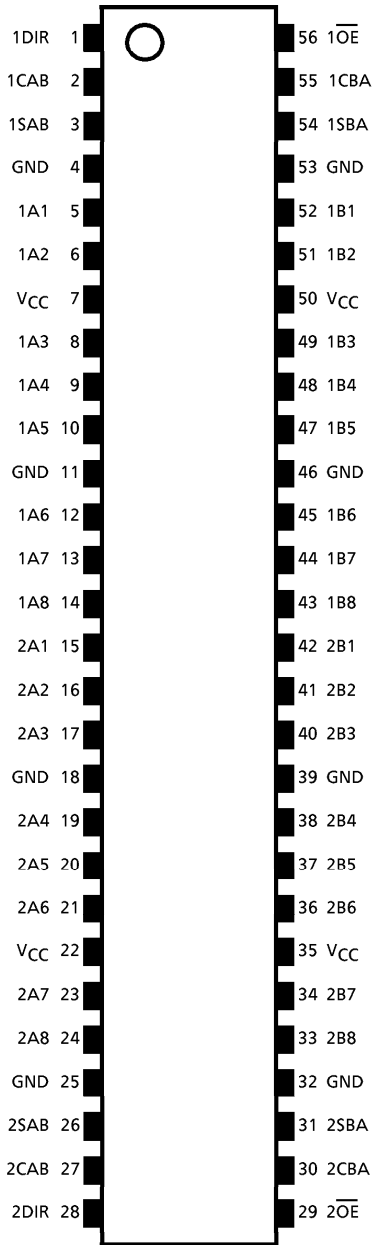 1DIR 1 56 1O̅E̅
1CAB 2 55 1CBA
1SAB 3 54 1SBA
GND 4 53 GND
1A1 5 52 1B1
1A2 6 51 1B2
VCC 7 50 VCC
1A3 8 49 1B3
1A4 9 48 1B4
1A5 10 47 1B5
GND 11 46 GND
1A6 12 45 1B6
1A7 13 44 1B7
1A8 14 43 1B8
2A1 15 42 2B1
2A2 16 41 2B2
2A3 17 40 2B3
GND 18 39 GND
2A4 19 38 2B4
2A5 20 37 2B5
2A6 21 36 2B6
VCC 22 35 VCC
2A7 23 34 2B7
2A8 24 33 2B8
GND 25 32 GND
2SAB 26 31 2SBA
2CAB 27 30 2CBA
2DIR 28 29 2O̅E̅